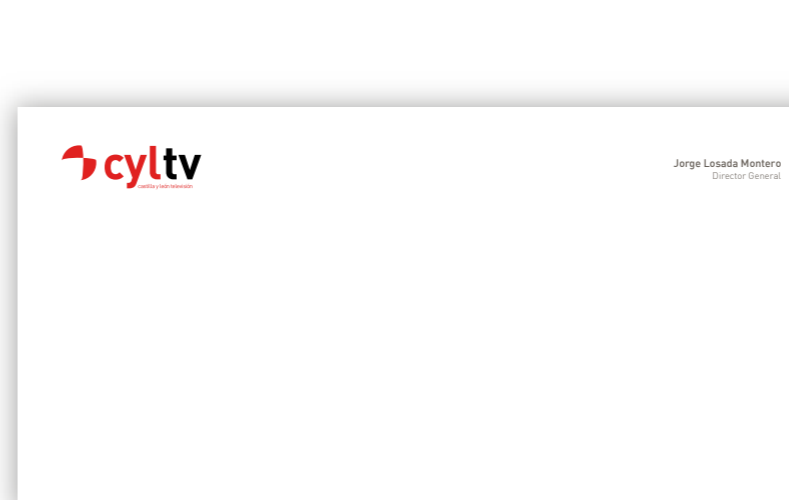 cyltv
castilla y león televisión
Jorge Losada Montero
Director General